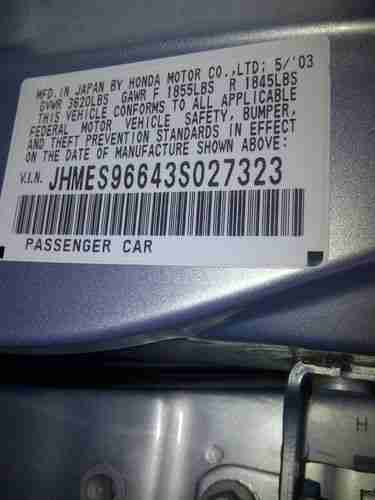 MFD. IN JAPAN BY HONDA MOTOR CO.,LTD: 5/'03
GVWR 3620LBS GAWR F 1855LBS R 1845LBS
THIS VEHICLE CONFORMS TO ALL APPLICABLE
FEDERAL MOTOR VEHICLE SAFETY, BUMPER,
AND THEFT PREVENTION STANDARDS IN EFFECT
ON THE DATE OF MANUFACTURE SHOWN ABOVE:
V.I.N. JHMES96643S027323
PASSENGER CAR
H